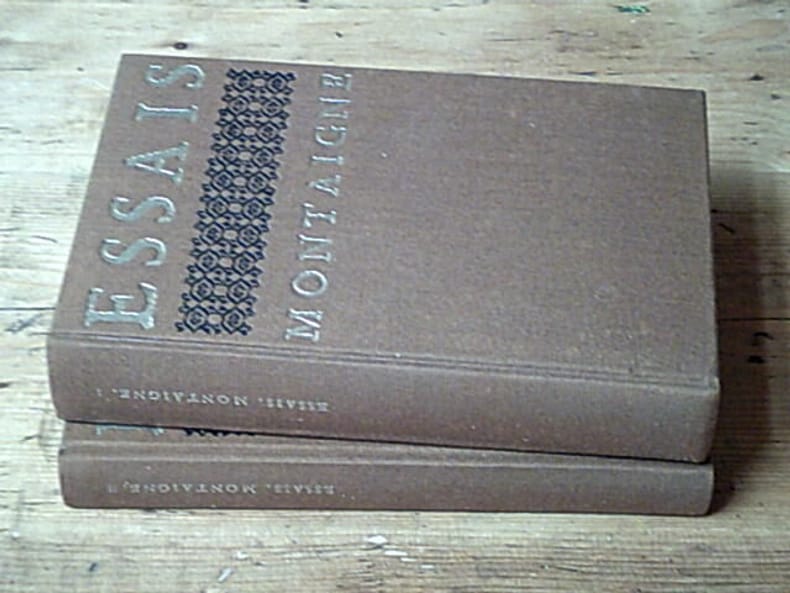 ESSAIS
MONTAIGNE
ESSAIS. MONTAIGNE. I
ESSAIS. MONTAIGNE. II